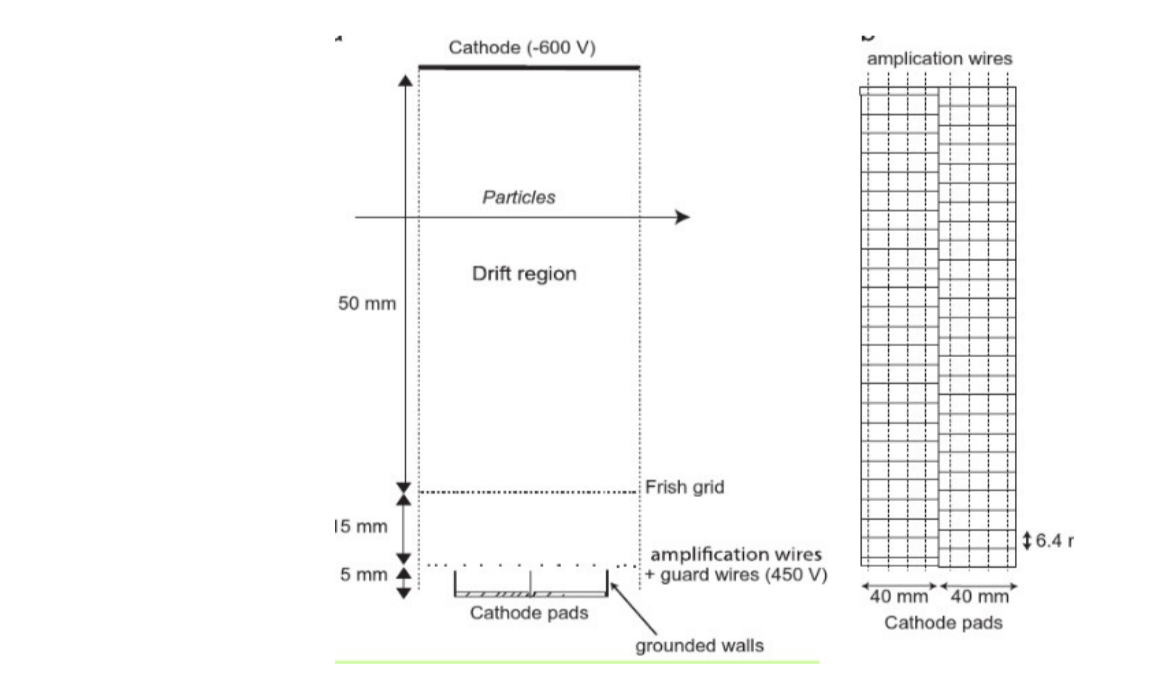 Cathode (-600 V)
Particles
Drift region
50 mm
Frish grid
15 mm
amplification wires
+ guard wires (450 V)
5 mm
Cathode pads
grounded walls
amplication wires
6.4
40 mm 40 mm
Cathode pads